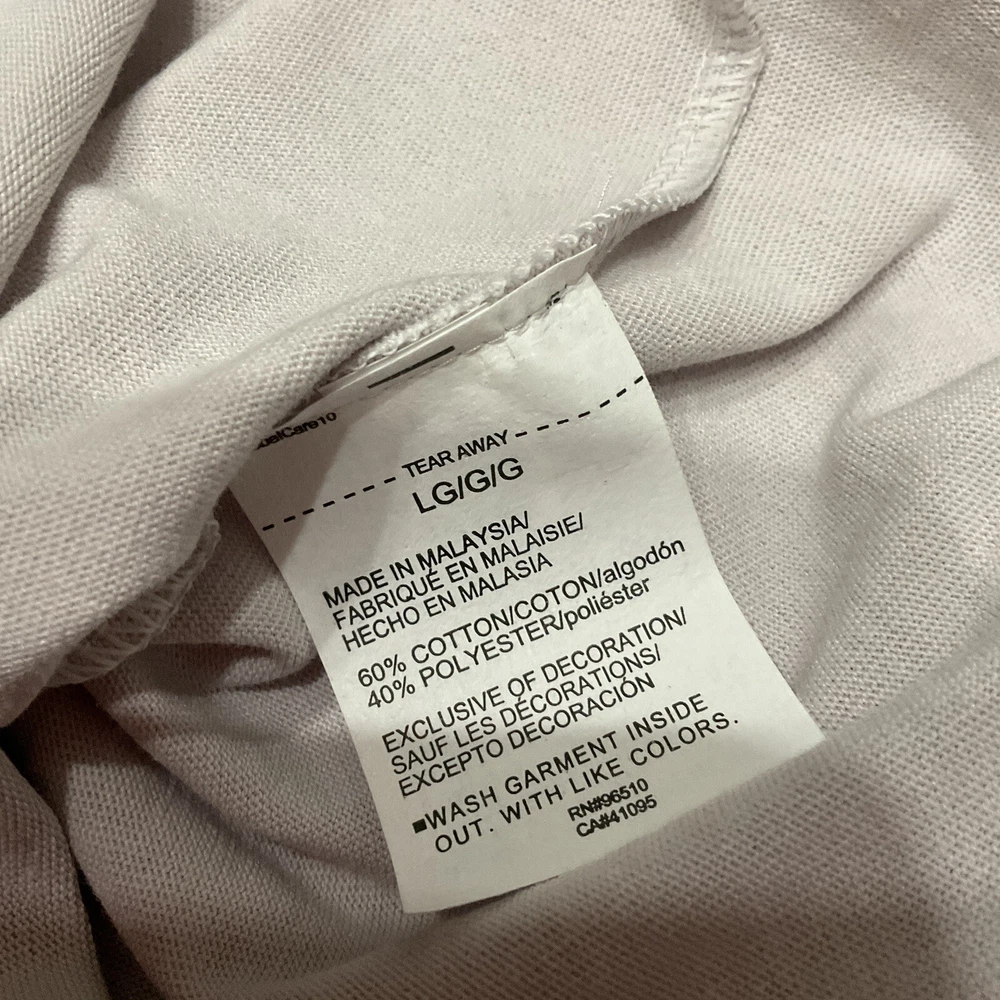 TEAR AWAY
LG/G/G
MADE IN MALAYSIA/
FABRIQUÉ EN MALAISIE/
HECHO EN MALASIA
60% COTTON/COTON/algodón
40% POLYESTER/poliéster
EXCLUSIVE OF DECORATION/
SAUF LES DÉCORATIONS/
EXCEPTO DECORACIÓN
■WASH GARMENT INSIDE
OUT. WITH LIKE COLORS.
RN#96510
CA#41095